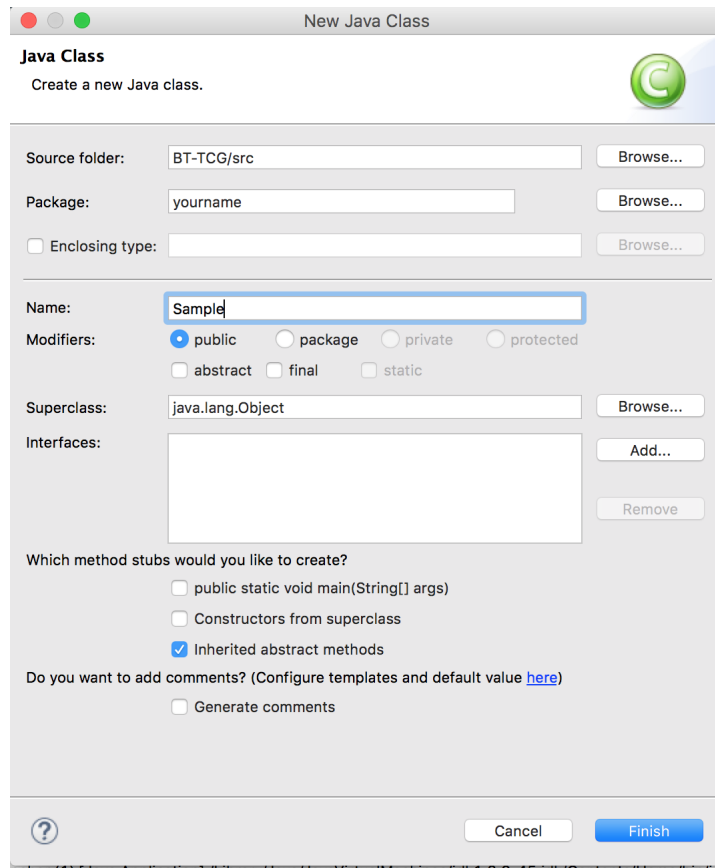 New Java Class
Java Class
Create a new Java class.
C
Source folder: BT-TCG/src Browse...
Package: yourname Browse...
Enclosing type: Browse...
Name: Sample
Modifiers: public package private protected
abstract final static
Superclass: java.lang.Object Browse...
Interfaces: Add...
Remove
Which method stubs would you like to create?
public static void main(String[] args)
Constructors from superclass
Inherited abstract methods
Do you want to add comments? (Configure templates and default value here)
Generate comments
? Cancel Finish